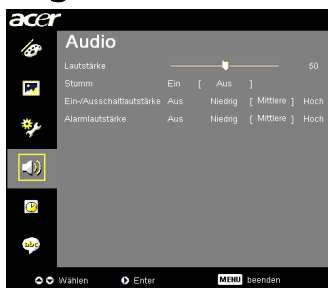 acer
Audio
Lautstärke 50
Stumm Ein [ Aus ]
Ein-/Ausschaltlautstärke Aus Niedrig [ Mittlere ] Hoch
Alarmlautstärke Aus Niedrig [ Mittlere ] Hoch
abc
Wählen Enter MENU beenden